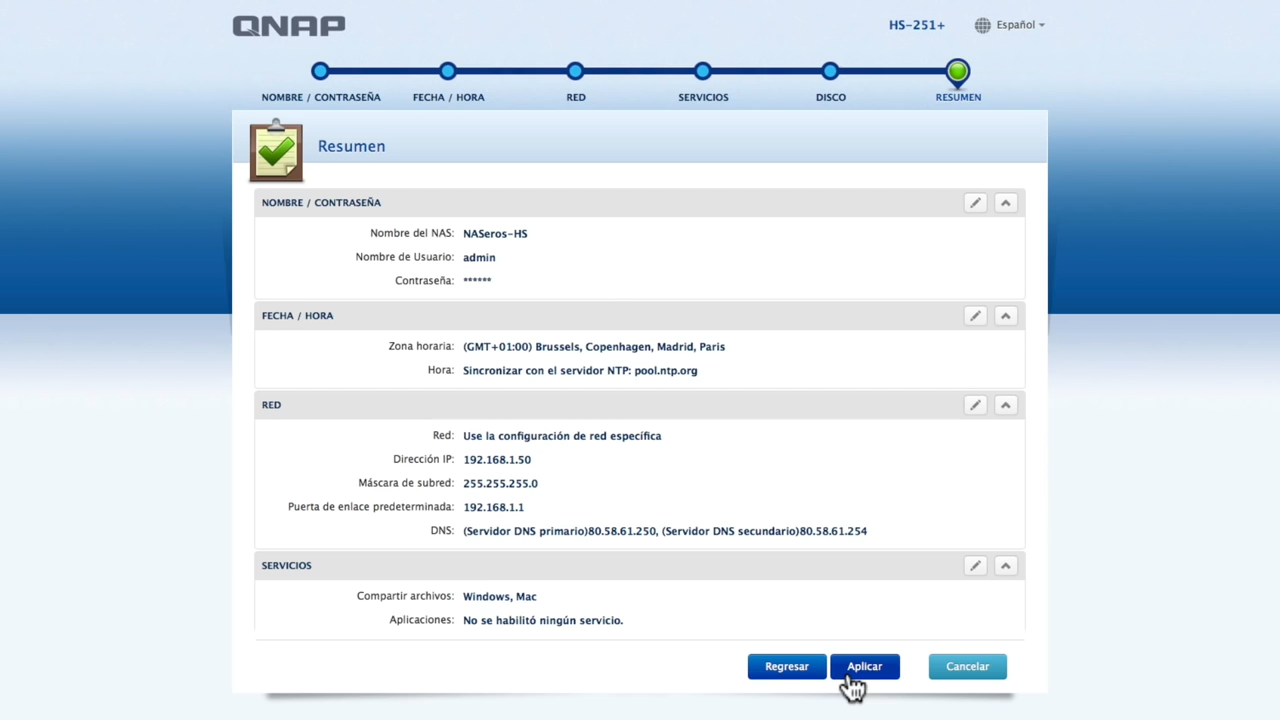 QNAP
HS-251+ Español
NOMBRE / CONTRASEÑA FECHA / HORA RED SERVICIOS DISCO RESUMEN
Resumen
NOMBRE / CONTRASEÑA
Nombre del NAS: NASeros-HS
Nombre de Usuario: admin
Contraseña: ******
FECHA / HORA
Zona horaria: (GMT+01:00) Brussels, Copenhagen, Madrid, Paris
Hora: Sincronizar con el servidor NTP: pool.ntp.org
RED
Red: Use la configuración de red específica
Dirección IP: 192.168.1.50
Máscara de subred: 255.255.255.0
Puerta de enlace predeterminada: 192.168.1.1
DNS: (Servidor DNS primario)80.58.61.250, (Servidor DNS secundario)80.58.61.254
SERVICIOS
Compartir archivos: Windows, Mac
Aplicaciones: No se habilitó ningún servicio.
Regresar Aplicar Cancelar